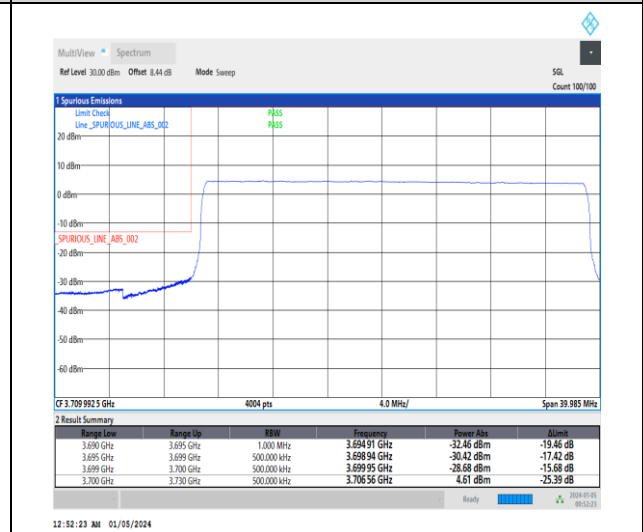 MultiView Spectrum
Ref Level 30.00 dBm Offset 8.44 dB Mode Sweep SGL
Count 100/100
1 Spurious Emissions
Limit Check PASS
Line _SPURIOUS_LINE_ABS_002 PASS
20 dBm
10 dBm
0 dBm
-10 dBm
_SPURIOUS_LINE_ABS_002
-20 dBm
-30 dBm
-40 dBm
-50 dBm
-60 dBm
CF 3.709 992 5 GHz 4004 pts 4.0 MHz/ Span 39.985 MHz
2 Result Summary
Range Low Range Up RBW Frequency Power Abs ΔLimit
3.690 GHz 3.695 GHz 1.000 MHz 3.694 91 GHz -32.46 dBm -19.46 dB
3.695 GHz 3.699 GHz 500.000 kHz 3.698 94 GHz -30.42 dBm -17.42 dB
3.699 GHz 3.700 GHz 500.000 kHz 3.699 95 GHz -28.68 dBm -15.68 dB
3.700 GHz 3.730 GHz 500.000 kHz 3.706 56 GHz 4.61 dBm -25.39 dB
Ready 2024-01-05
00:52:23
12:52:23 AM 01/05/2024